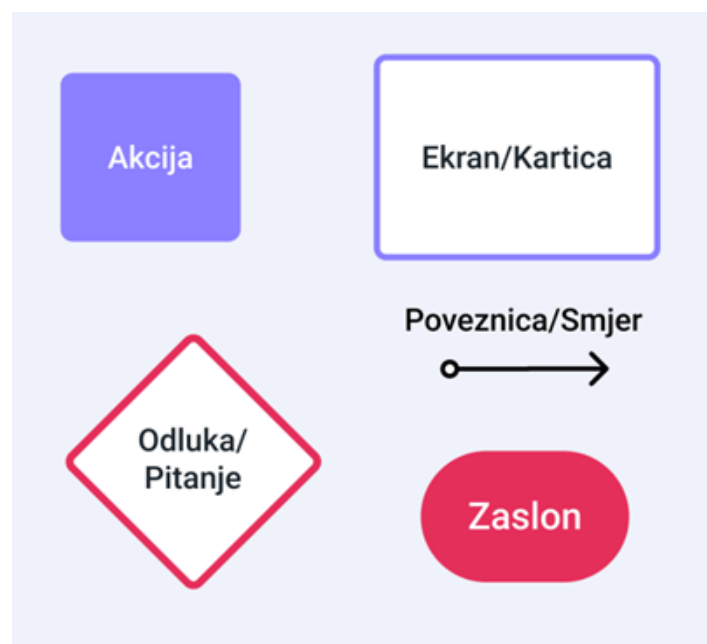 Akcija
Ekran/Kartica
Poveznica/Smjer
Odluka/
Pitanje
Zaslon